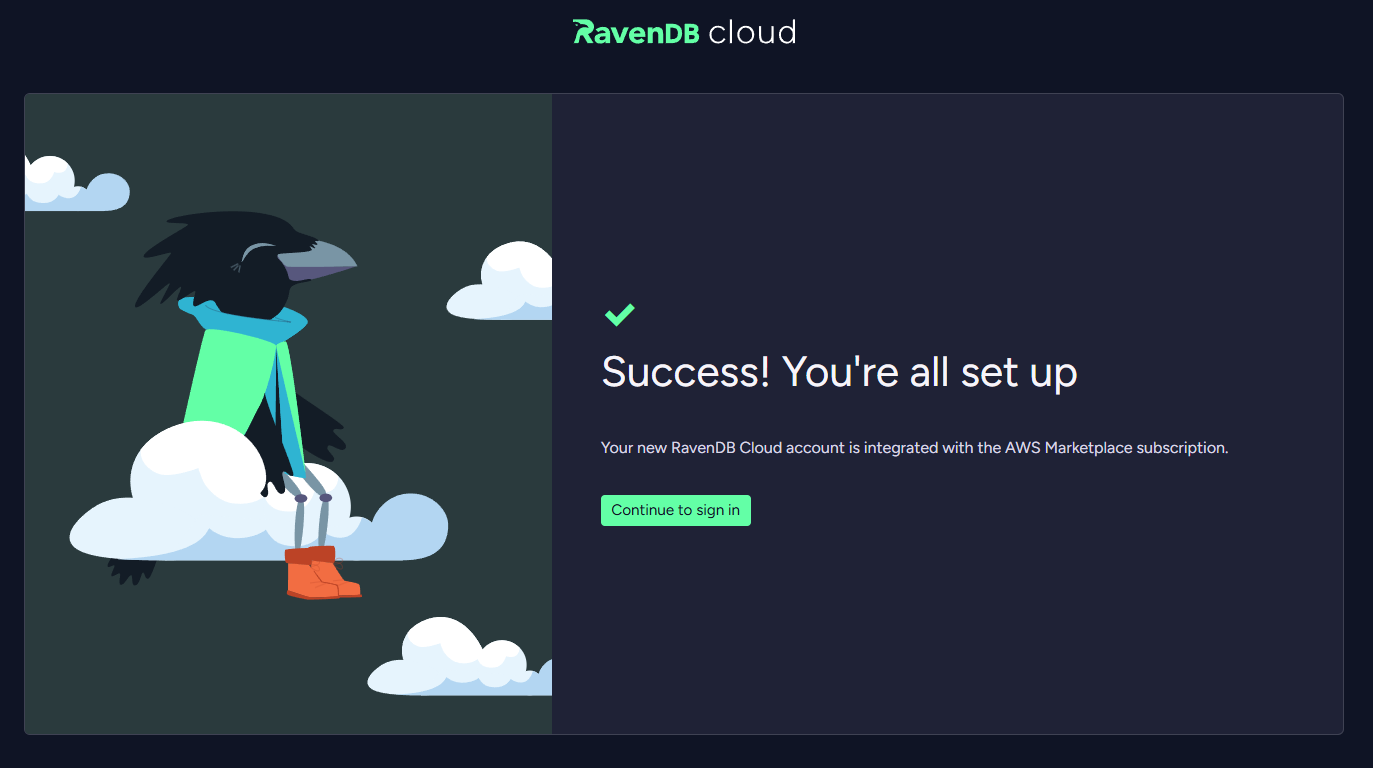 RavenDB cloud
Success! You're all set up
Your new RavenDB Cloud account is integrated with the AWS Marketplace subscription.
Continue to sign in